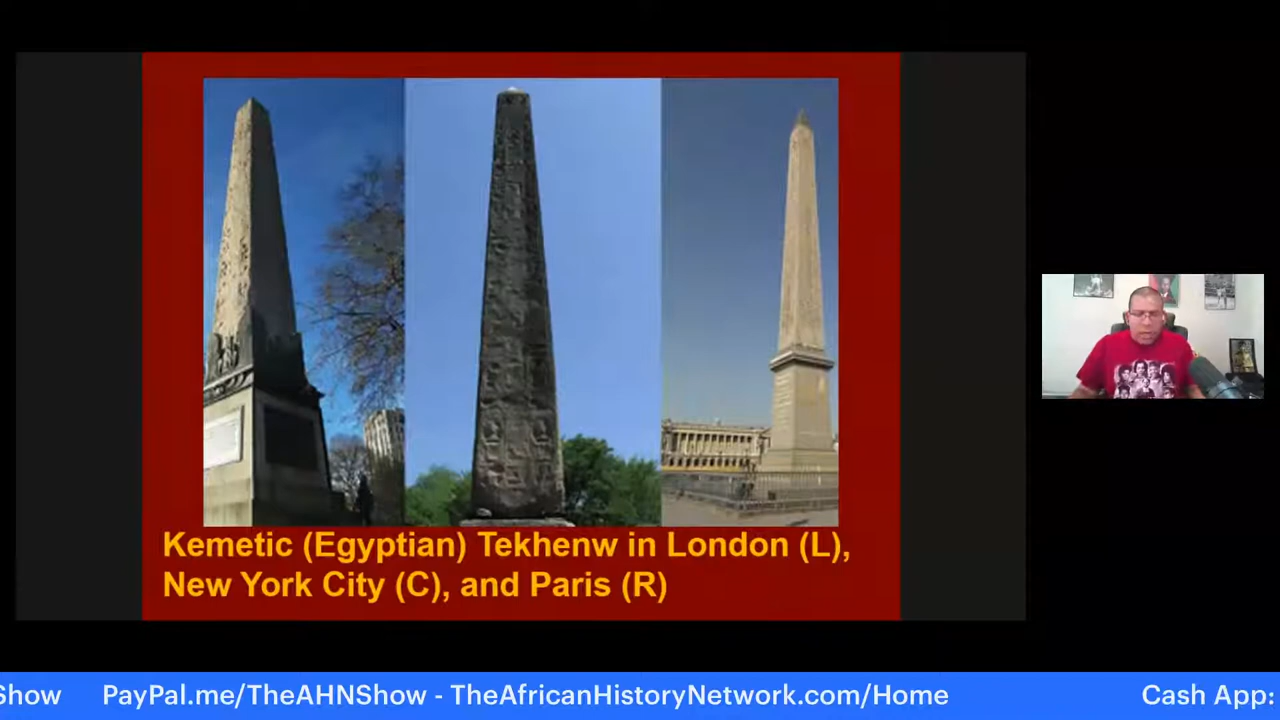 Kemetic (Egyptian) Tekhenw in London (L),
New York City (C), and Paris (R)
Show PayPal.me/TheAHNShow - TheAfricanHistoryNetwork.com/Home Cash App: